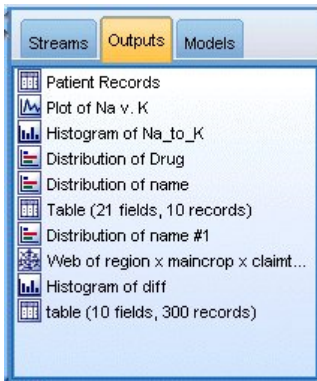 Streams Outputs Models
Patient Records
Plot of Na v. K
Histogram of Na_to_K
Distribution of Drug
Distribution of name
Table (21 fields, 10 records)
Distribution of name #1
Web of region x maincrop x claimt...
Histogram of diff
table (10 fields, 300 records)